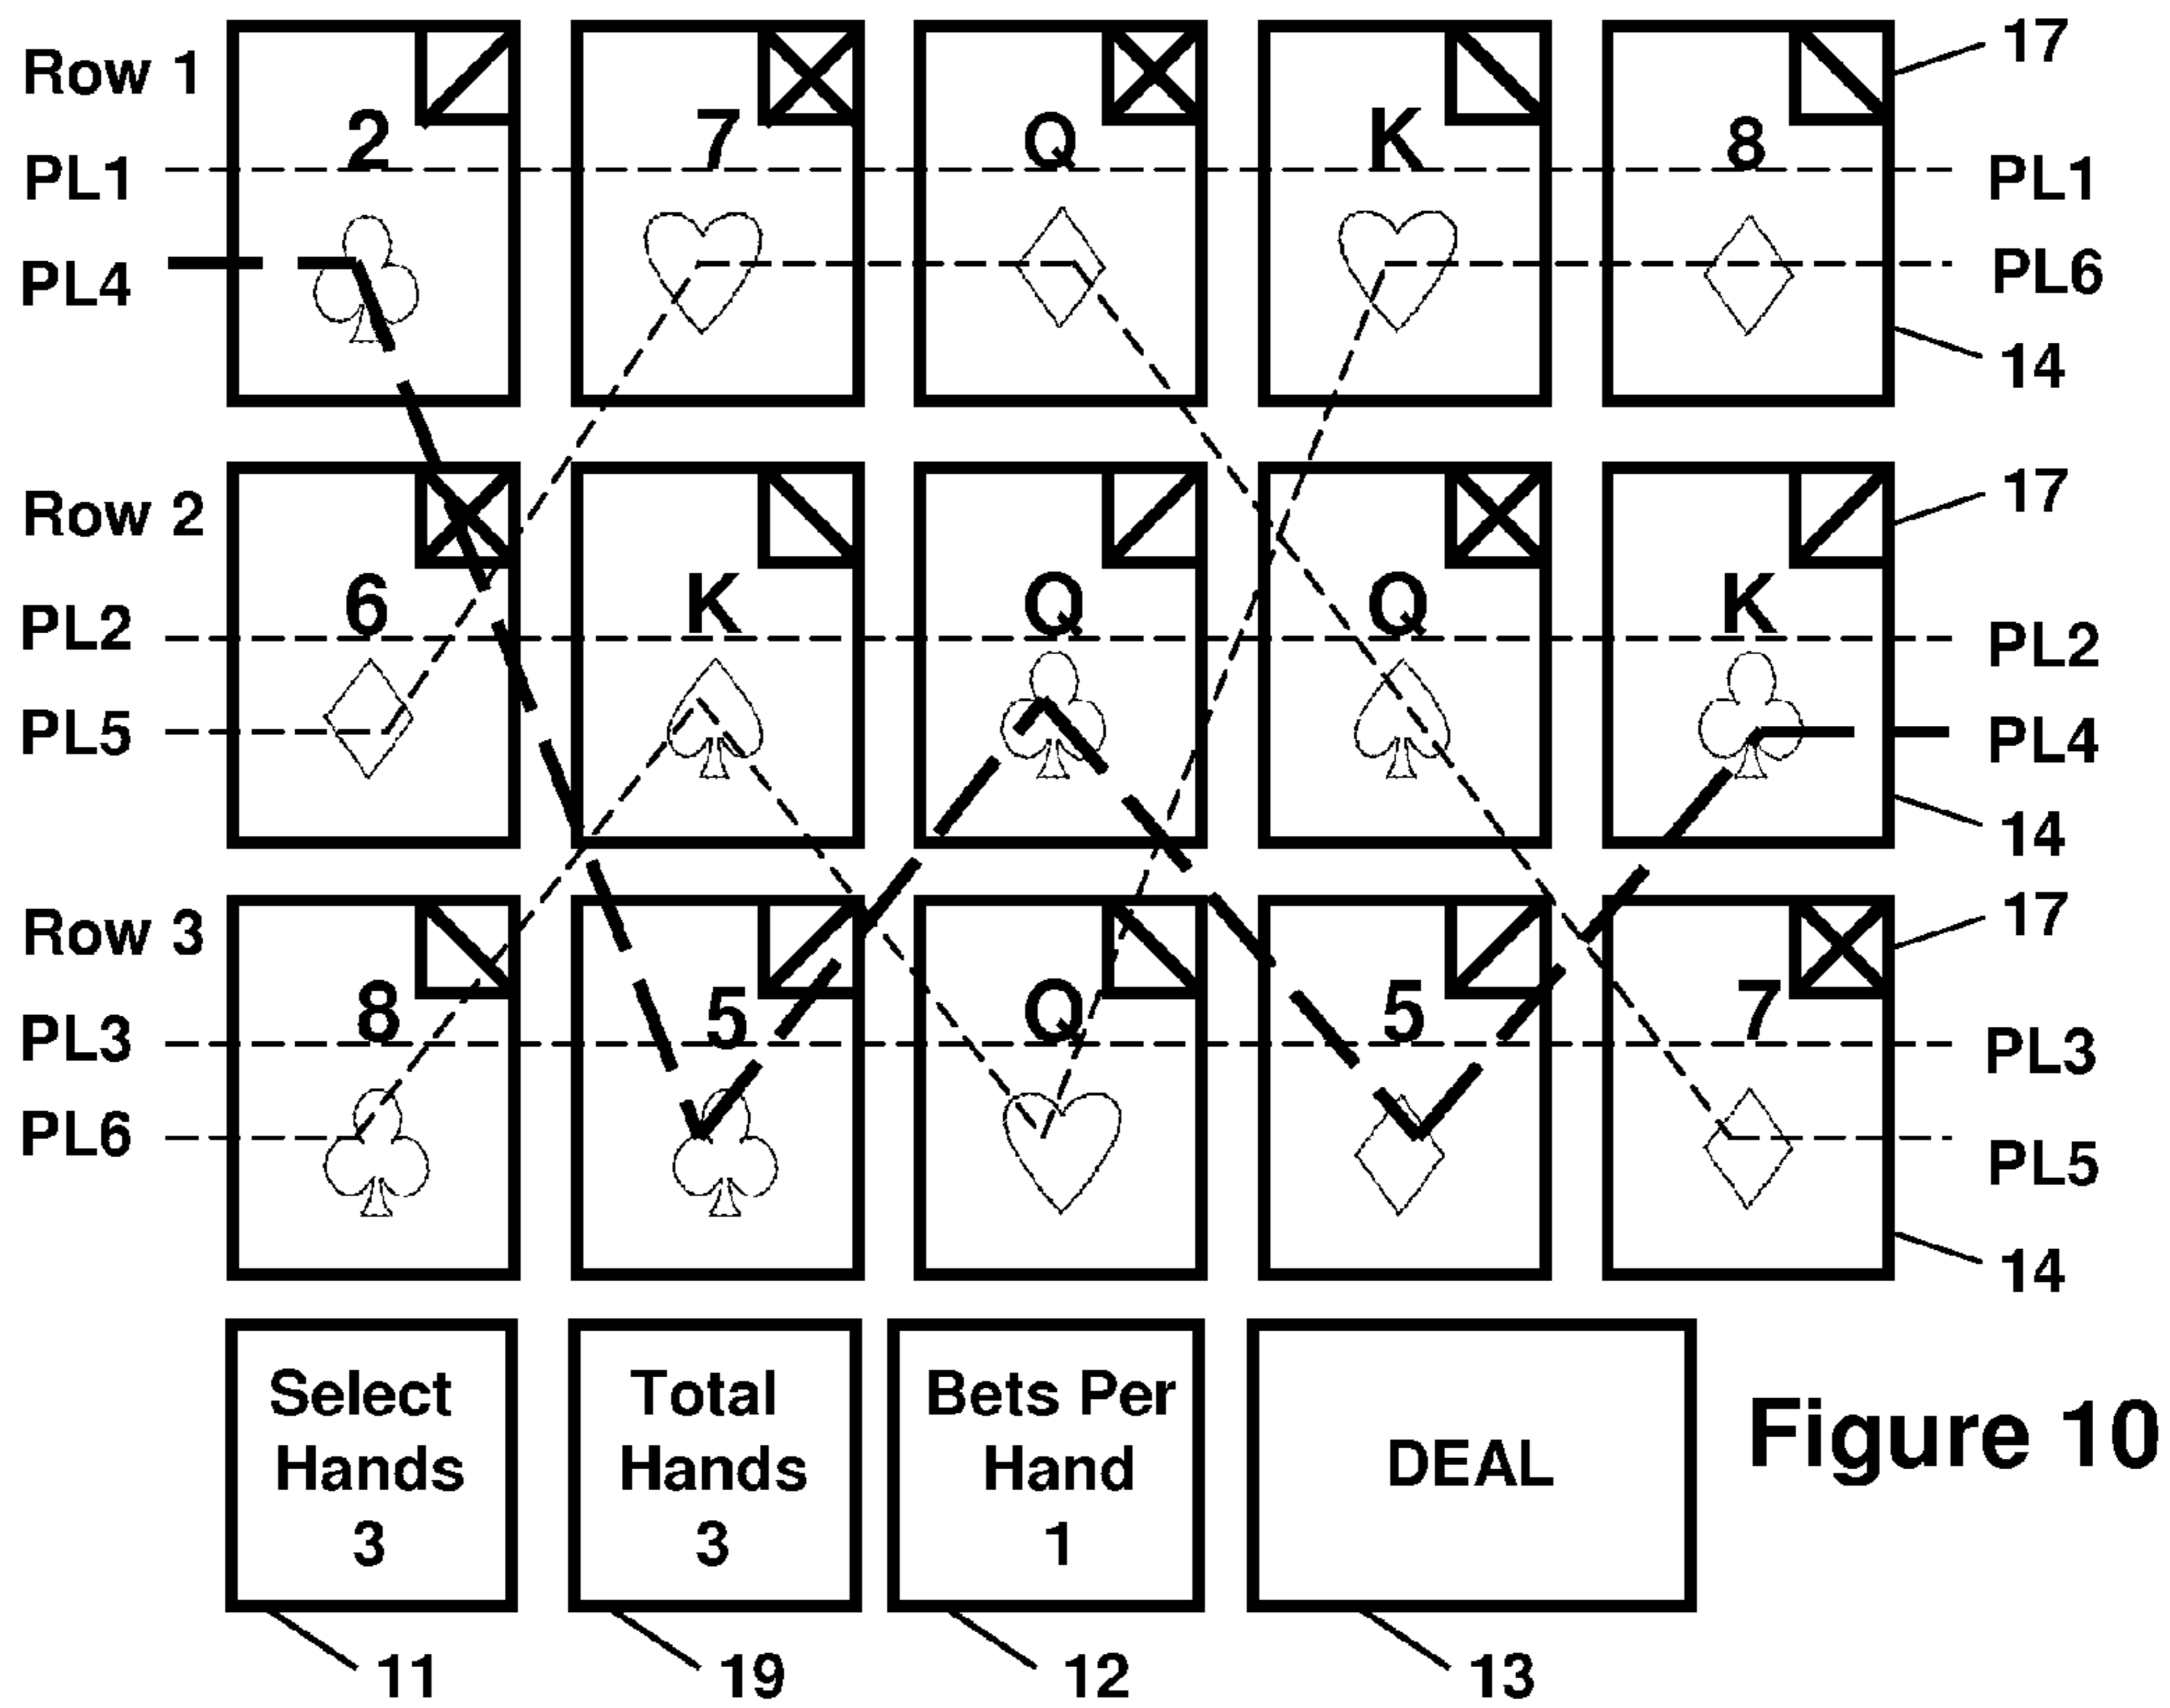 Row 1
17
2 7 Q K 8
PL1 PL1
PL4 PL6
14
Row 2
17
6 K Q Q K
PL2 PL2
PL5 PL4
14
Row 3
17
8 5 Q 5 7
PL3 PL3
PL6 PL5
14
Select
Hands
3
Total
Hands
3
Bets Per
Hand
1
DEAL
Figure 10
11 19 12 13